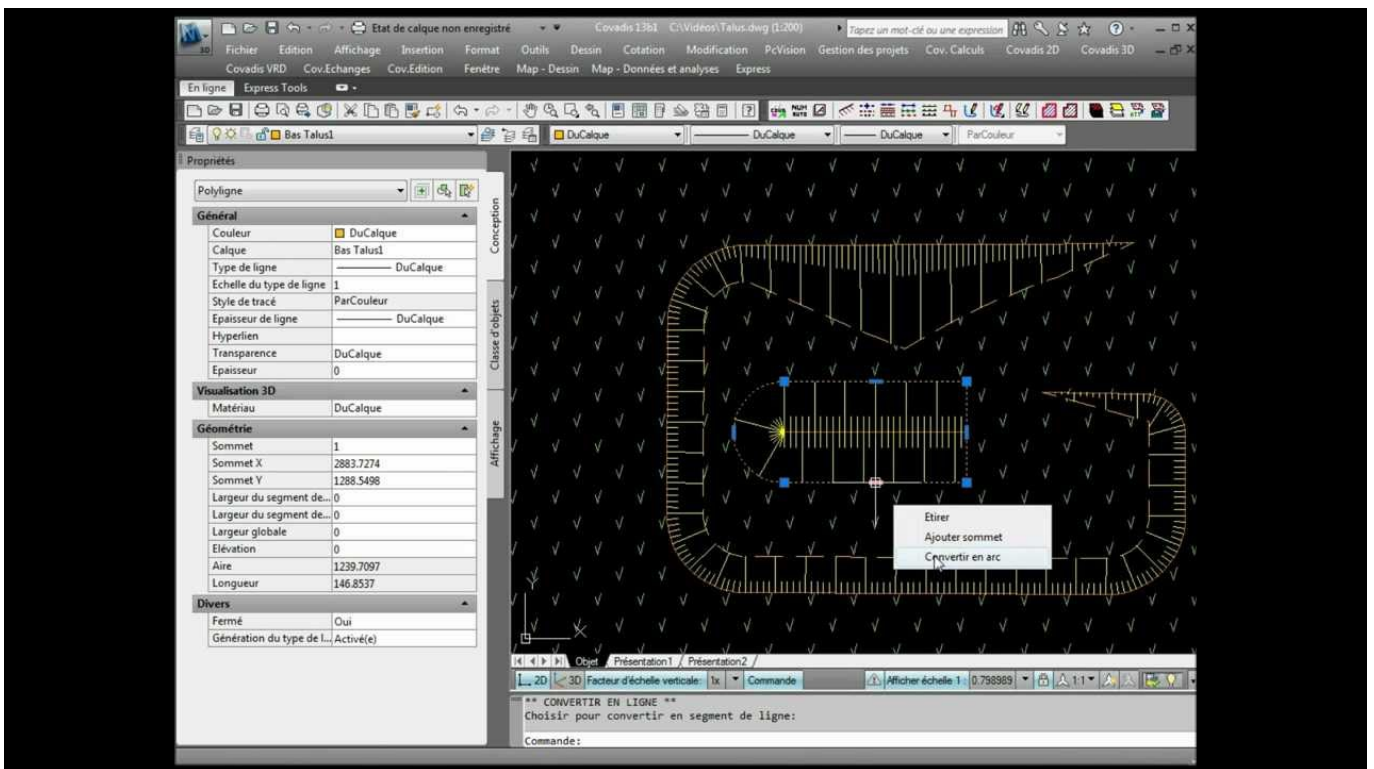 Etat de calque non enregistré
Covadis 13b1 C:\Vidéos\Talus.dwg (1:200)
Tapez un mot-clé ou une expression
Fichier Edition Affichage Insertion Format Outils Dessin Cotation Modification PcVision Gestion des projets Cov. Calculs Covadis 2D Covadis 3D
Covadis VRD Cov.Echanges Cov.Edition Fenêtre Map - Dessin Map - Données et analyses Express
En ligne Express Tools
Bas Talus1 DuCalque DuCalque DuCalque ParCouleur
Propriétés
Polyligne
Conception
Classe d'objets
Affichage
Général
Couleur DuCalque
Calque Bas Talus1
Type de ligne DuCalque
Echelle du type de ligne 1
Style de tracé ParCouleur
Epaisseur de ligne DuCalque
Hyperlien
Transparence DuCalque
Epaisseur 0
Visualisation 3D
Matériau DuCalque
Géométrie
Sommet 1
Sommet X 2883.7274
Sommet Y 1288.5498
Largeur du segment de... 0
Largeur du segment de... 0
Largeur globale 0
Elévation 0
Aire 1239.7097
Longueur 146.8537
Divers
Fermé Oui
Génération du type de l... Activé(e)
Etirer
Ajouter sommet
Convertir en arc
Y
X
Objet Présentation1 Présentation2
2D 3D Facteur d'échelle verticale: 1x Commande Afficher échelle 1 : 0.798989 1:1
** CONVERTIR EN LIGNE **
Choisir pour convertir en segment de ligne:
Commande: